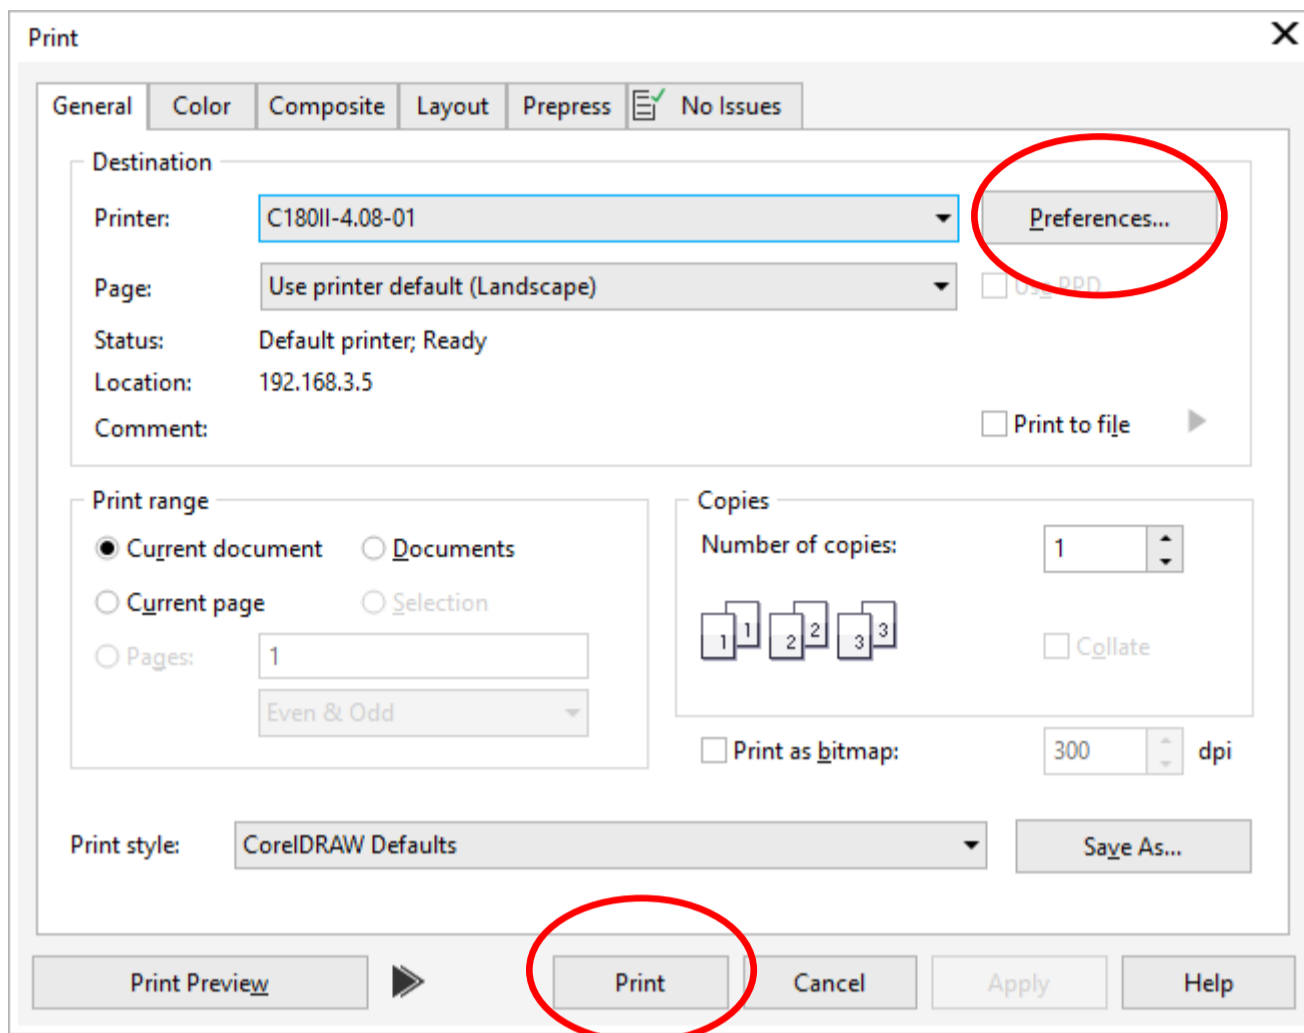 Print
General Color Composite Layout Prepress No Issues
Destination
Printer: C180II-4.08-01 Preferences...
Page: Use printer default (Landscape) Use PPD
Status: Default printer; Ready
Location: 192.168.3.5
Comment: Print to file
Print range
Current document Documents
Current page Selection
Pages: 1
Even & Odd
Copies
Number of copies: 1
1 1 2 2 3 3
Collate
Print as bitmap: 300 dpi
Print style: CorelDRAW Defaults Save As...
Print Preview Print Cancel Apply Help